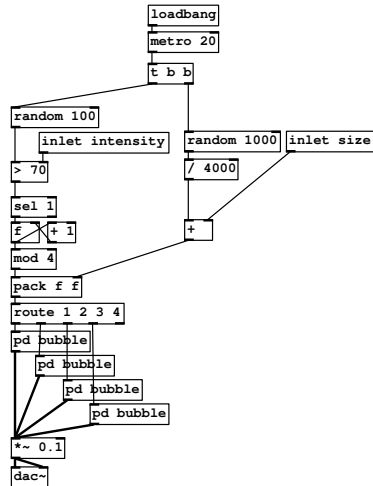 loadbang
metro 20
t b b
random 100
inlet intensity
random 1000
inlet size
> 70
/ 4000
sel 1
f
+ 1
+
mod 4
pack f f
route 1 2 3 4
pd bubble
pd bubble
pd bubble
pd bubble
*~ 0.1
dac~